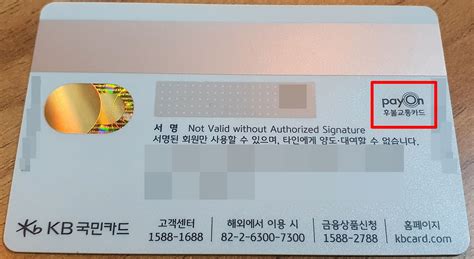 payOn
후불교통카드
서 명 Not Valid without Authorized Signature
서명된 회원만 사용할 수 있으며, 타인에게 양도·대여할 수 없습니다.
KB 국민카드
고객센터
1588-1688
해외에서 이용 시
82-2-6300-7300
금융상품신청
1588-2788
홈페이지
kbcard.com